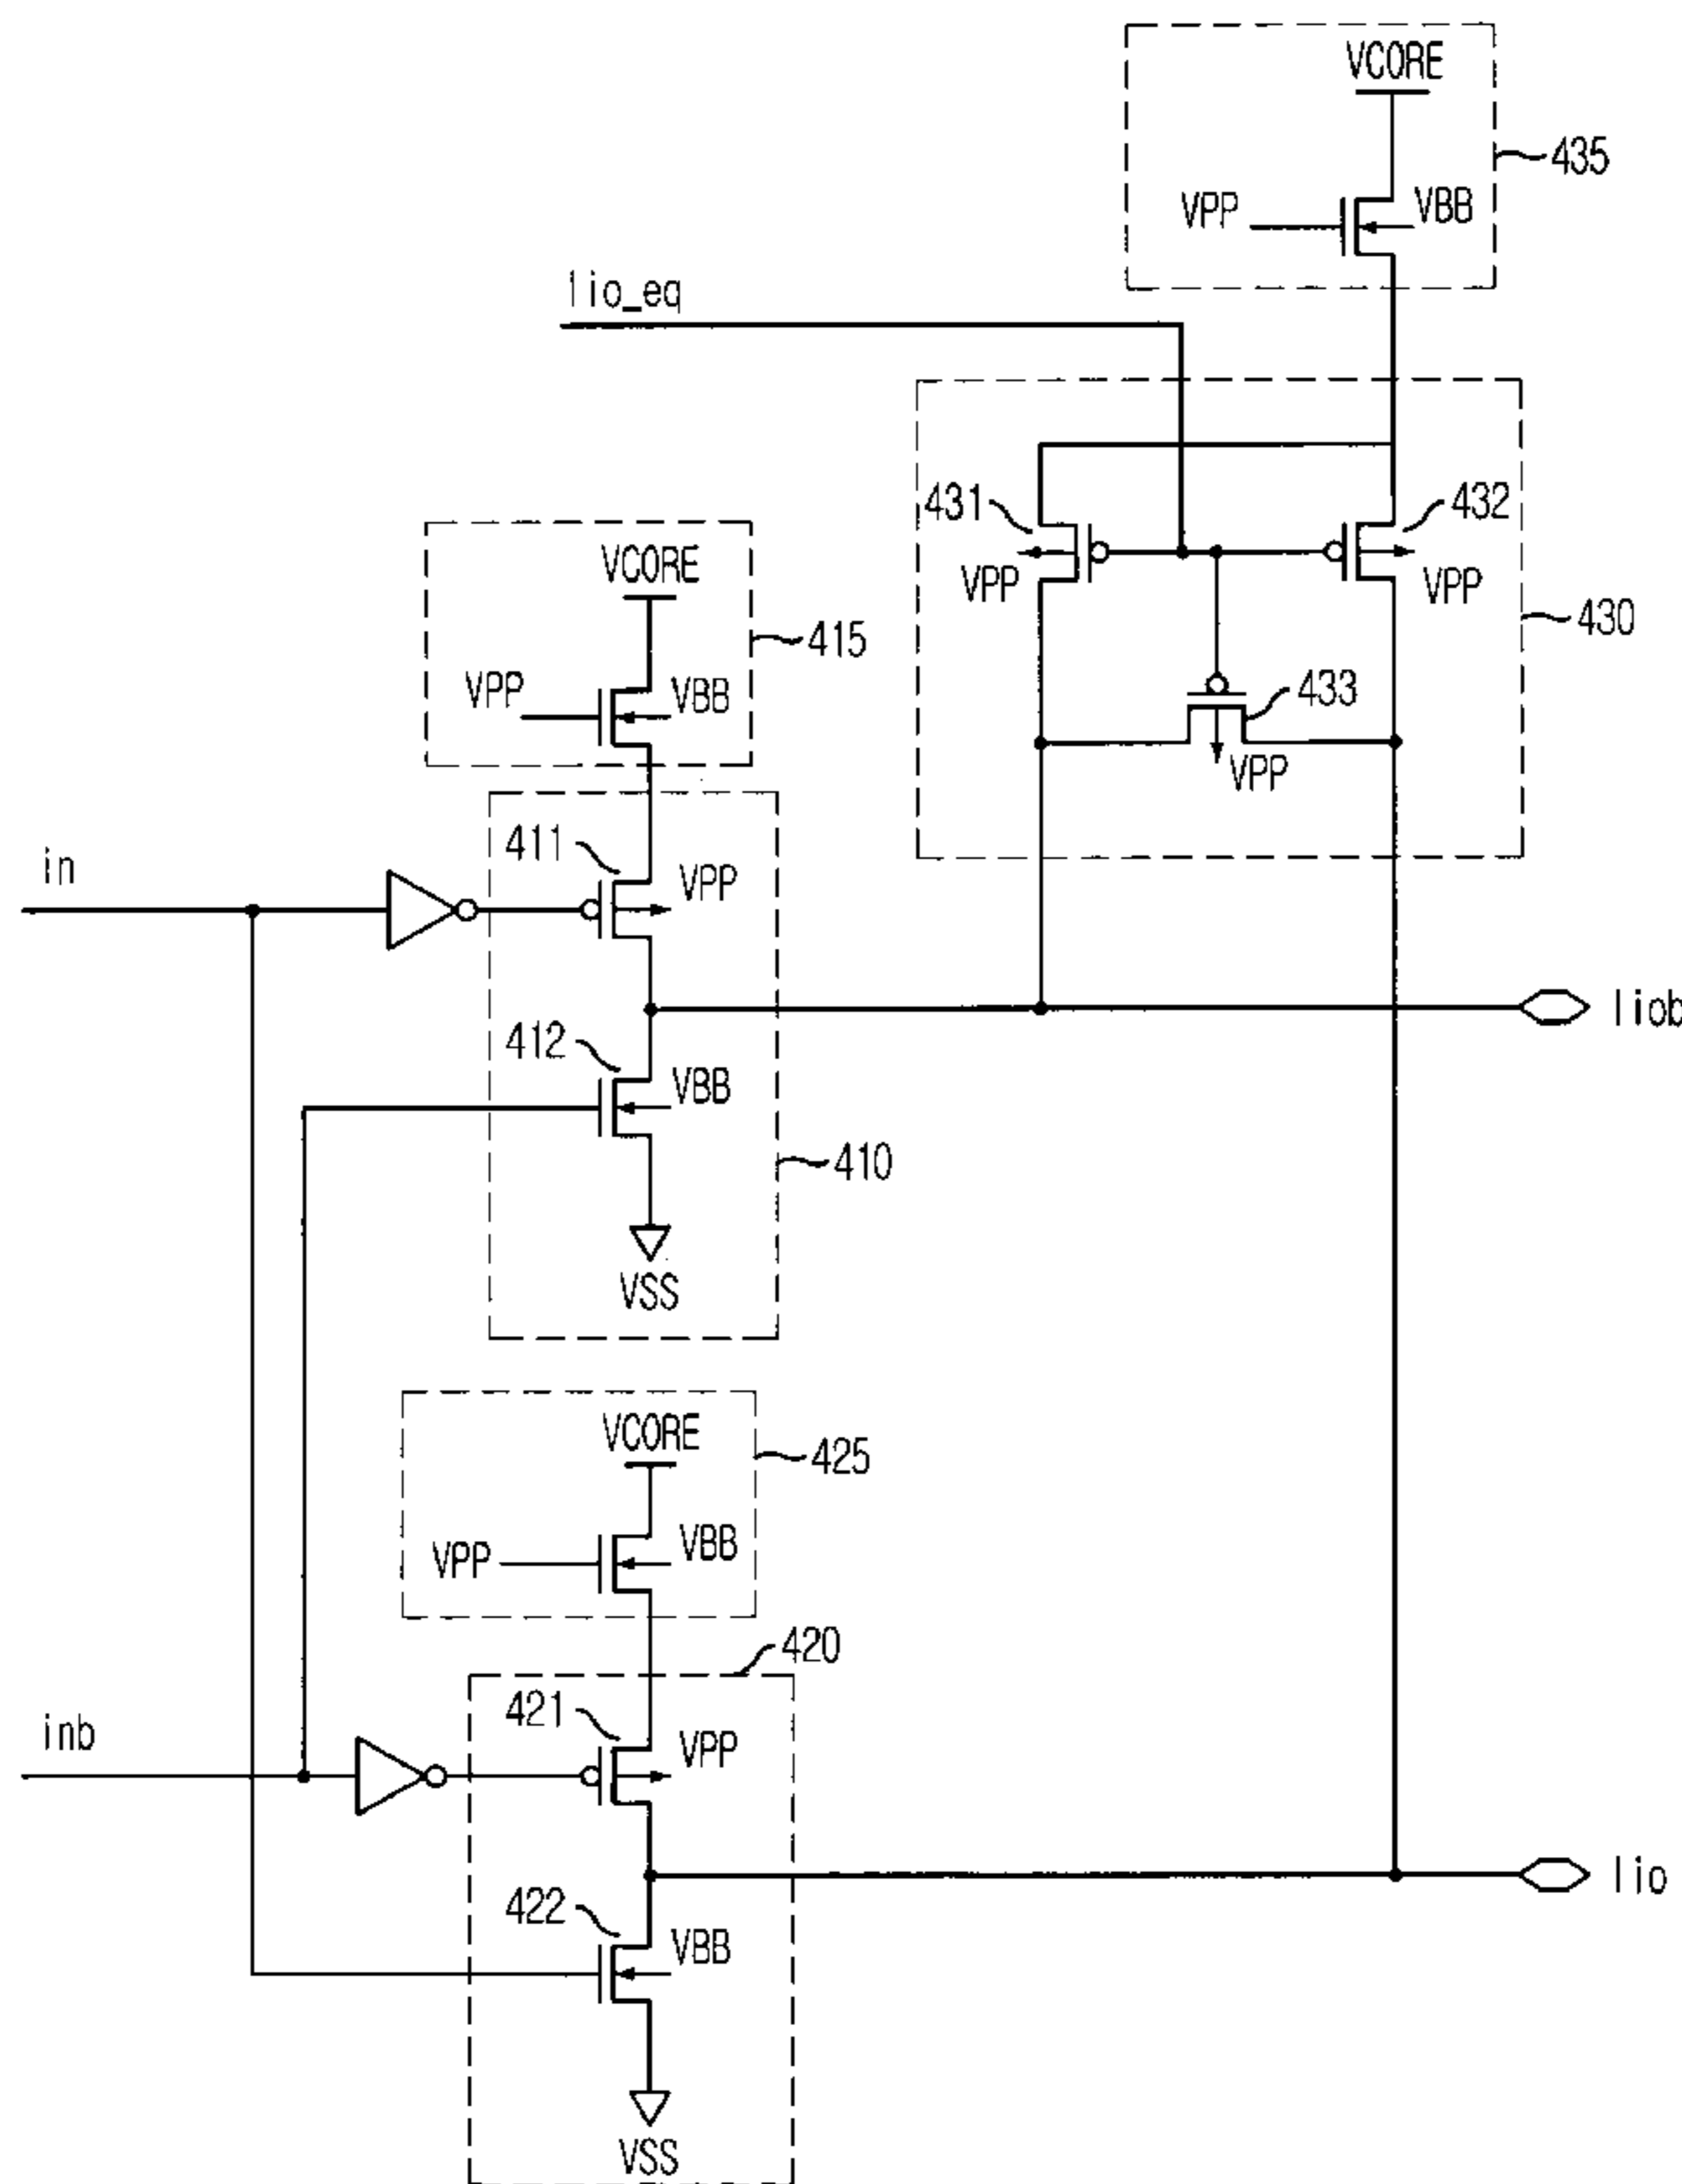 VCORE
435
VPP
VBB
lio_eq
431
432
VPP
VPP
430
433
VPP
VCORE
415
VPP
VBB
in
411
VPP
liob
412
VBB
410
VSS
VCORE
425
VPP
VBB
420
inb
421
VPP
lio
422
VBB
VSS